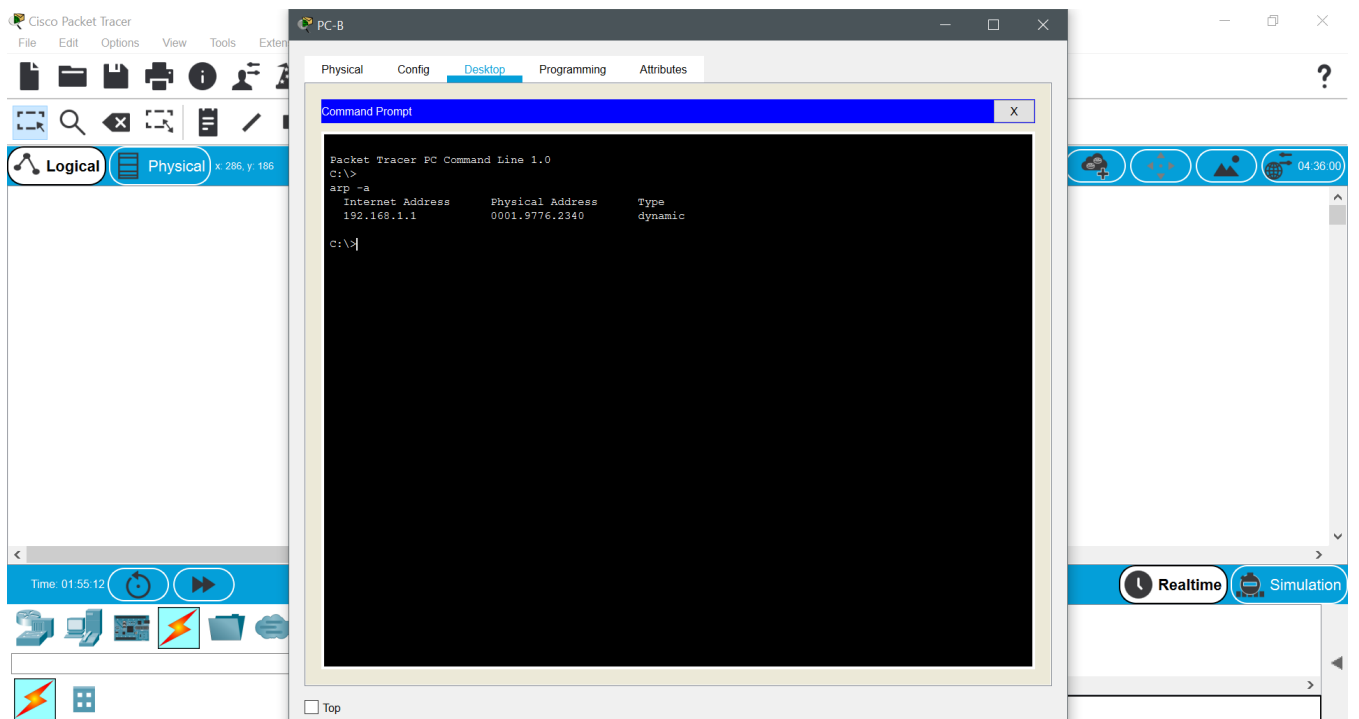 Cisco Packet Tracer
File Edit Options View Tools
PC-B
Physical Config Desktop Programming Attributes
?
Command Prompt X
Packet Tracer PC Command Line 1.0
C:\>
arp -a
Internet Address Physical Address Type
192.168.1.1 0001.9776.2340 dynamic
C:\>
Logical Physical x: 286, y: 186
04:36:00
Time: 01:55:12
Realtime Simulation
Top